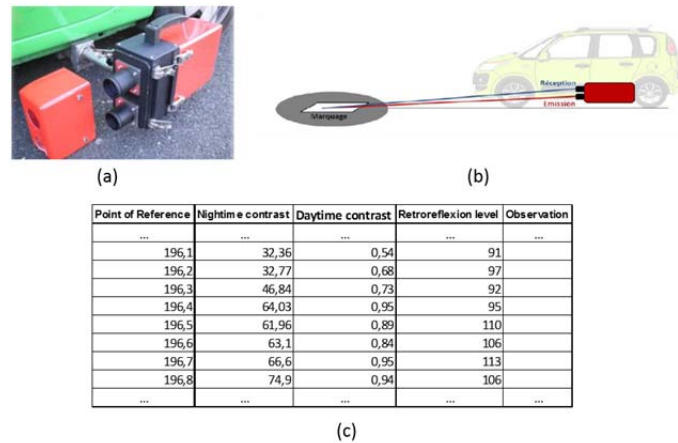 Réception
Emission
Marquage
(a)
(b)
Point of Reference Nightime contrast Daytime contrast Retroreflexion level Observation
... ... ... ... ...
196,1 32,36 0,54 91
196,2 32,77 0,68 97
196,3 46,84 0,73 92
196,4 64,03 0,95 95
196,5 61,96 0,89 110
196,6 63,1 0,84 106
196,7 66,6 0,95 113
196,8 74,9 0,94 106
... ... ... ... ...
(c)